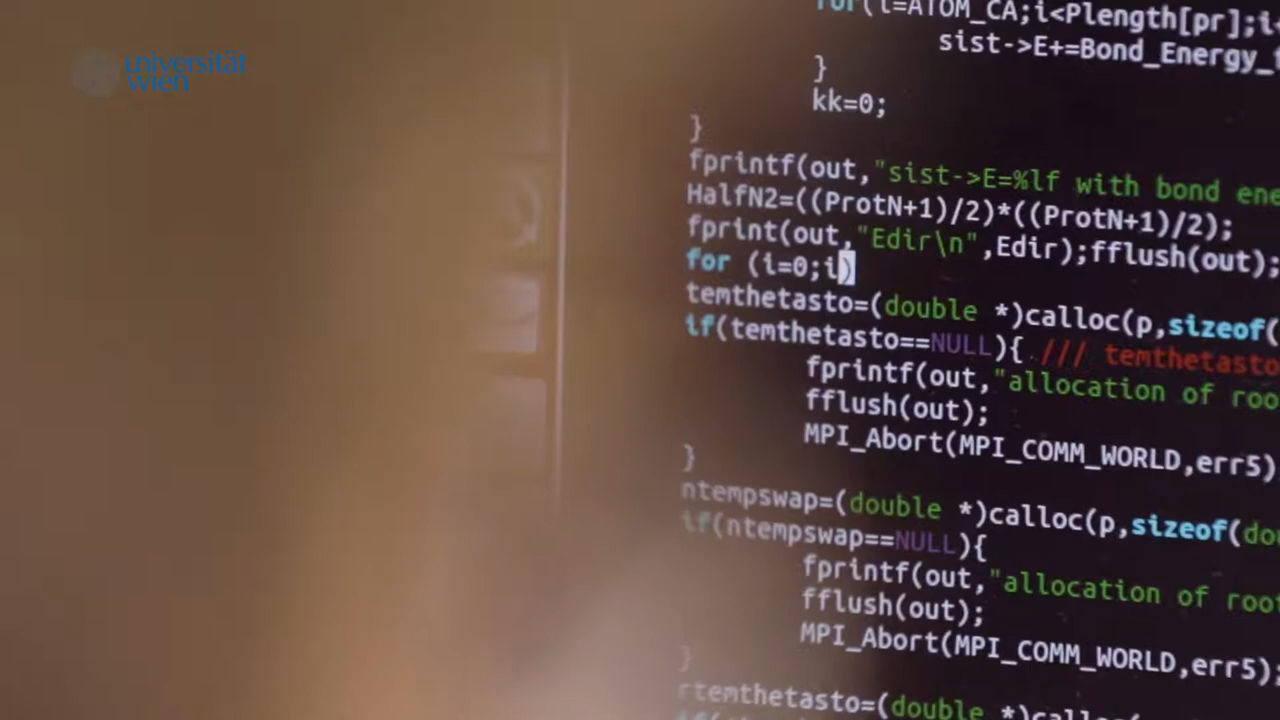 universität
wien
for(i=ATOM_CA;i<Plength[pr];i
sist->E+=Bond_Energy_
}
kk=0;
}
fprintf(out,"sist->E=%lf with bond ene
HalfN2=((ProtN+1)/2)*((ProtN+1)/2);
fprint(out,"Edir\n",Edir);fflush(out);
for (i=0;i)
temthetasto=(double *)calloc(p,sizeof(
if(temthetasto==NULL){ /// temthetasto
fprintf(out,"allocation of roo
fflush(out);
MPI_Abort(MPI_COMM_WORLD,err5)
}
ntempswap=(double *)calloc(p,sizeof(dou
if(ntempswap==NULL){
fprintf(out,"allocation of root
fflush(out);
MPI_Abort(MPI_COMM_WORLD,err5);
}
rtemthetasto=(double *)calloc(